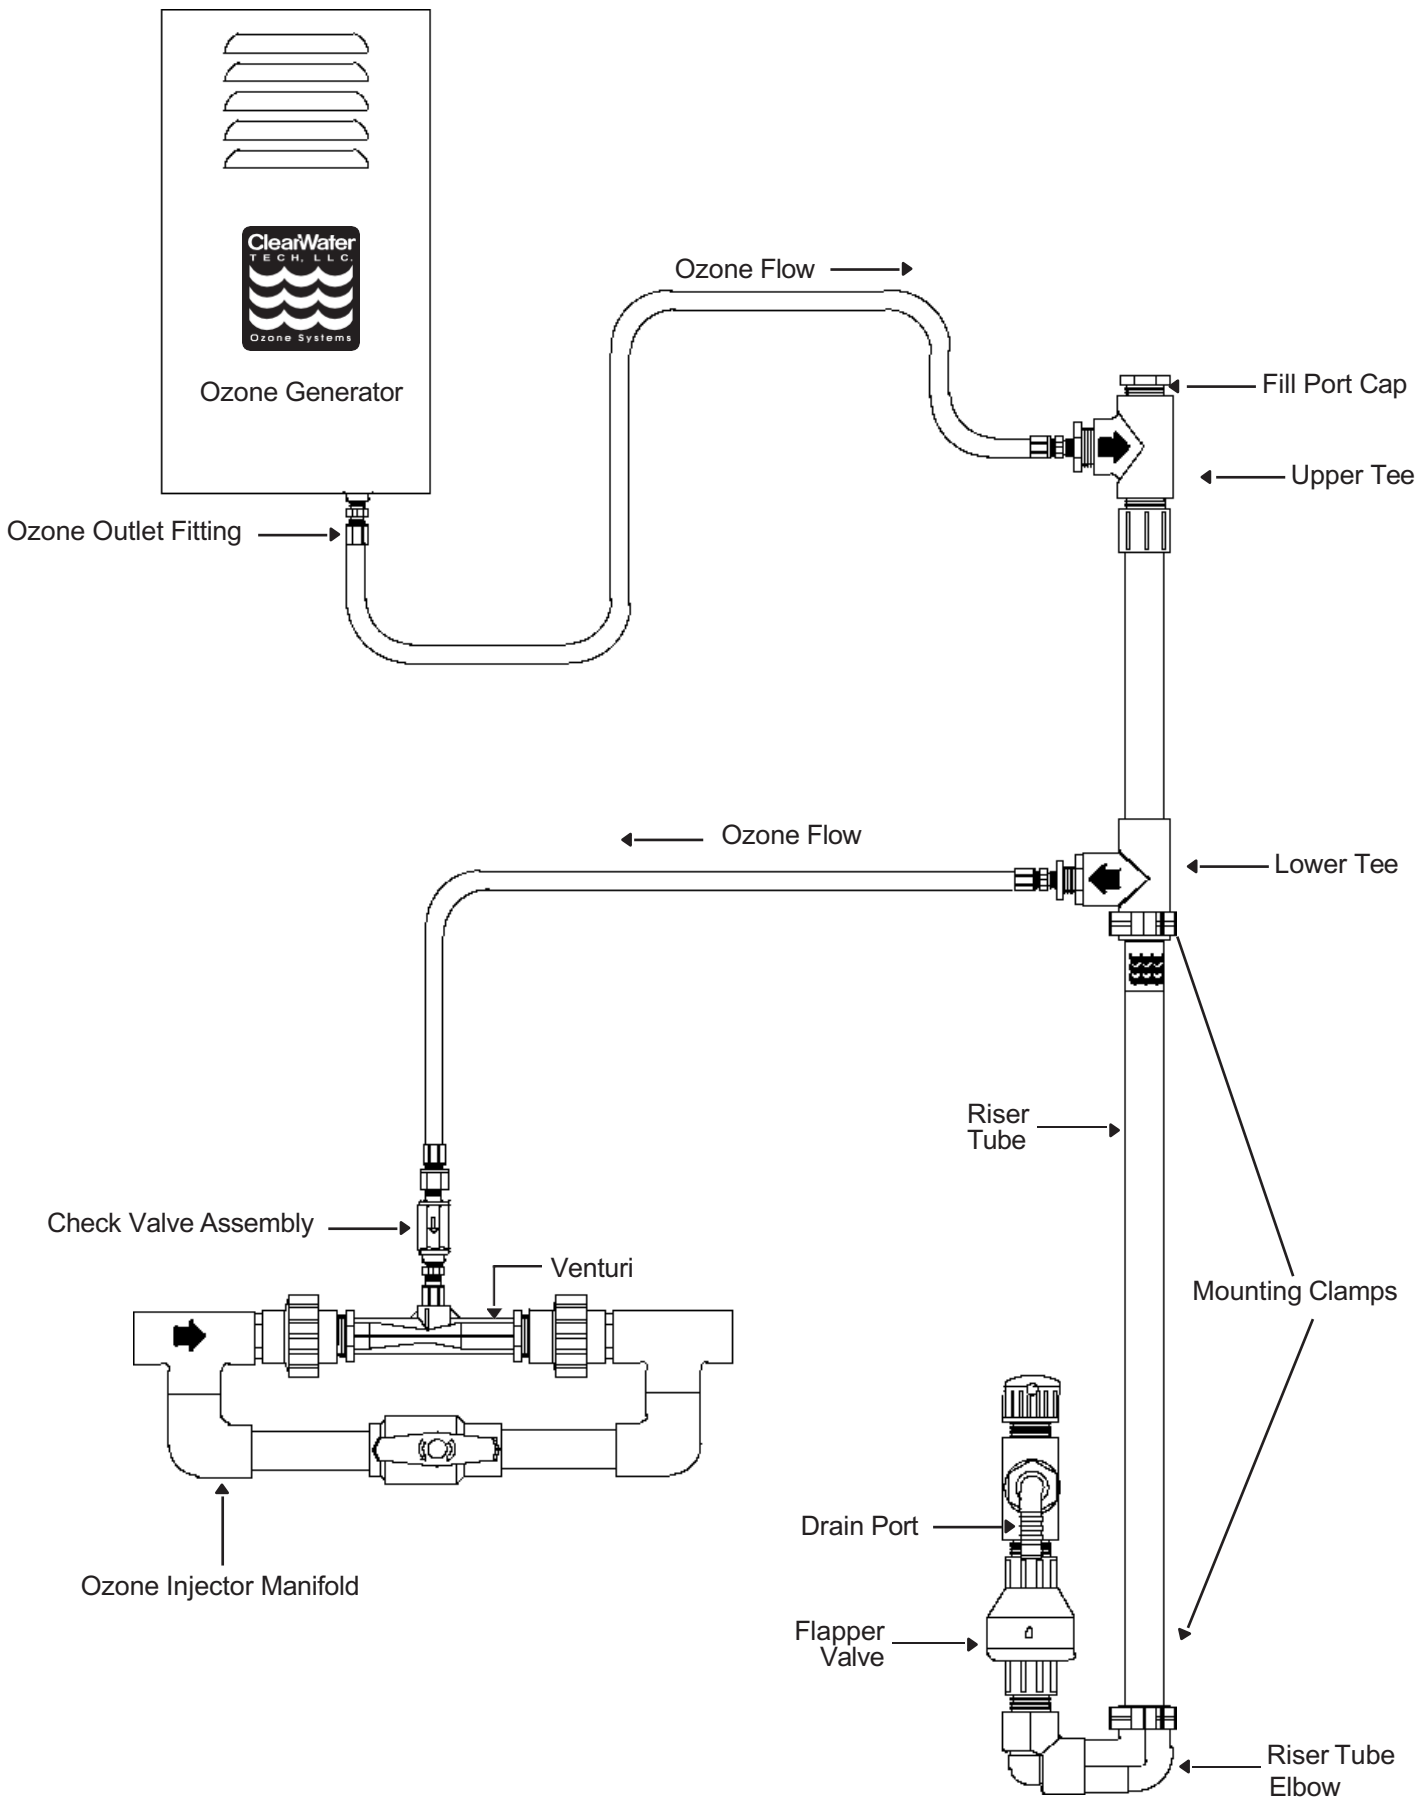 ClearWater
TECH, LLC.
Ozone Systems
Ozone Generator
Ozone Flow
Fill Port Cap
Upper Tee
Ozone Outlet Fitting
Ozone Flow
Lower Tee
Riser
Tube
Check Valve Assembly
Venturi
Mounting Clamps
Drain Port
Ozone Injector Manifold
Flapper
Valve
Riser Tube
Elbow